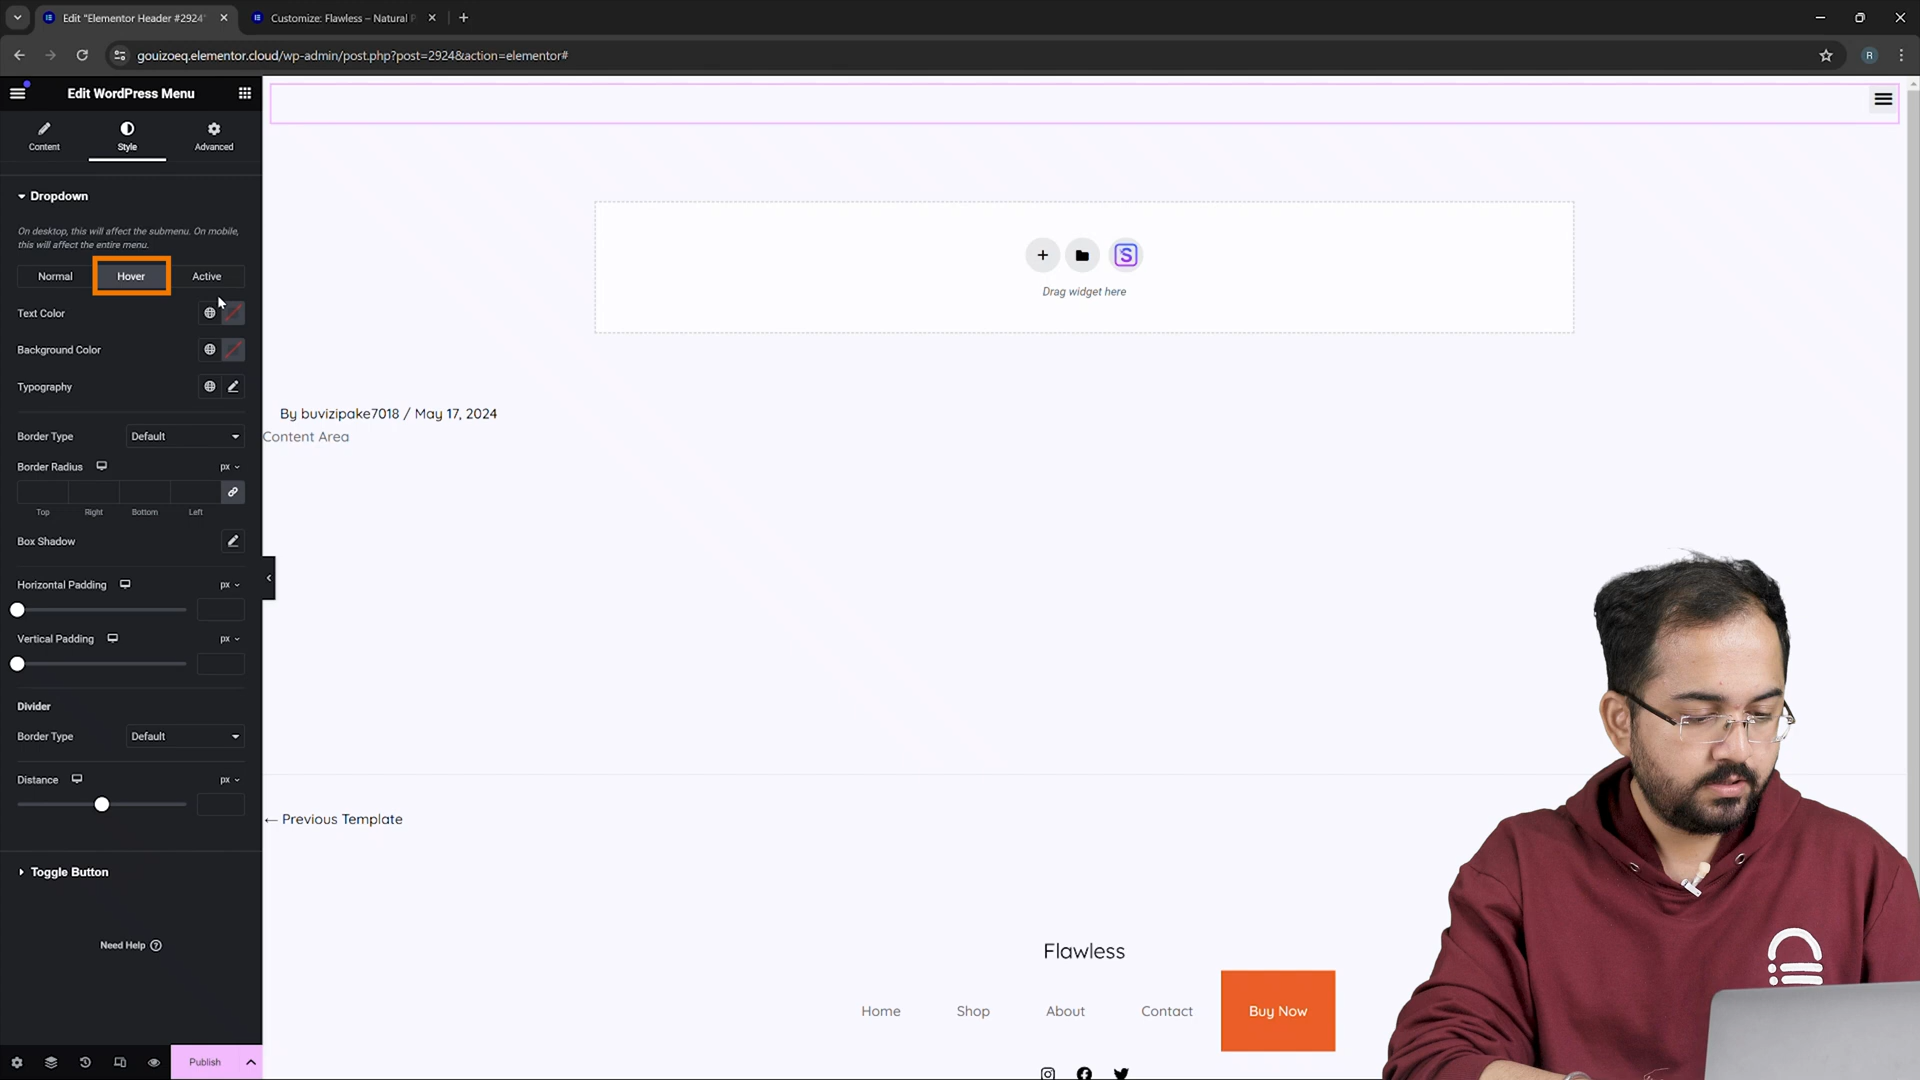 Edit "Elementor Header #2924"
Customize: Flawless – Natural P
gouizoeq.elementor.cloud/wp-admin/post.php?post=2924&action=elementor#
R
Edit WordPress Menu
Content
Style
Advanced
Dropdown
On desktop, this will affect the submenu. On mobile,
this will affect the entire menu.
Normal
Hover
Active
Text Color
Background Color
Typography
Border Type
Default
Border Radius
px
Top
Right
Bottom
Left
Box Shadow
Horizontal Padding
px
Vertical Padding
px
Divider
Border Type
Default
Distance
px
Toggle Button
Need Help
Publish
S
Drag widget here
By buvizipake7018 / May 17, 2024
Content Area
← Previous Template
Flawless
Home
Shop
About
Contact
Buy Now